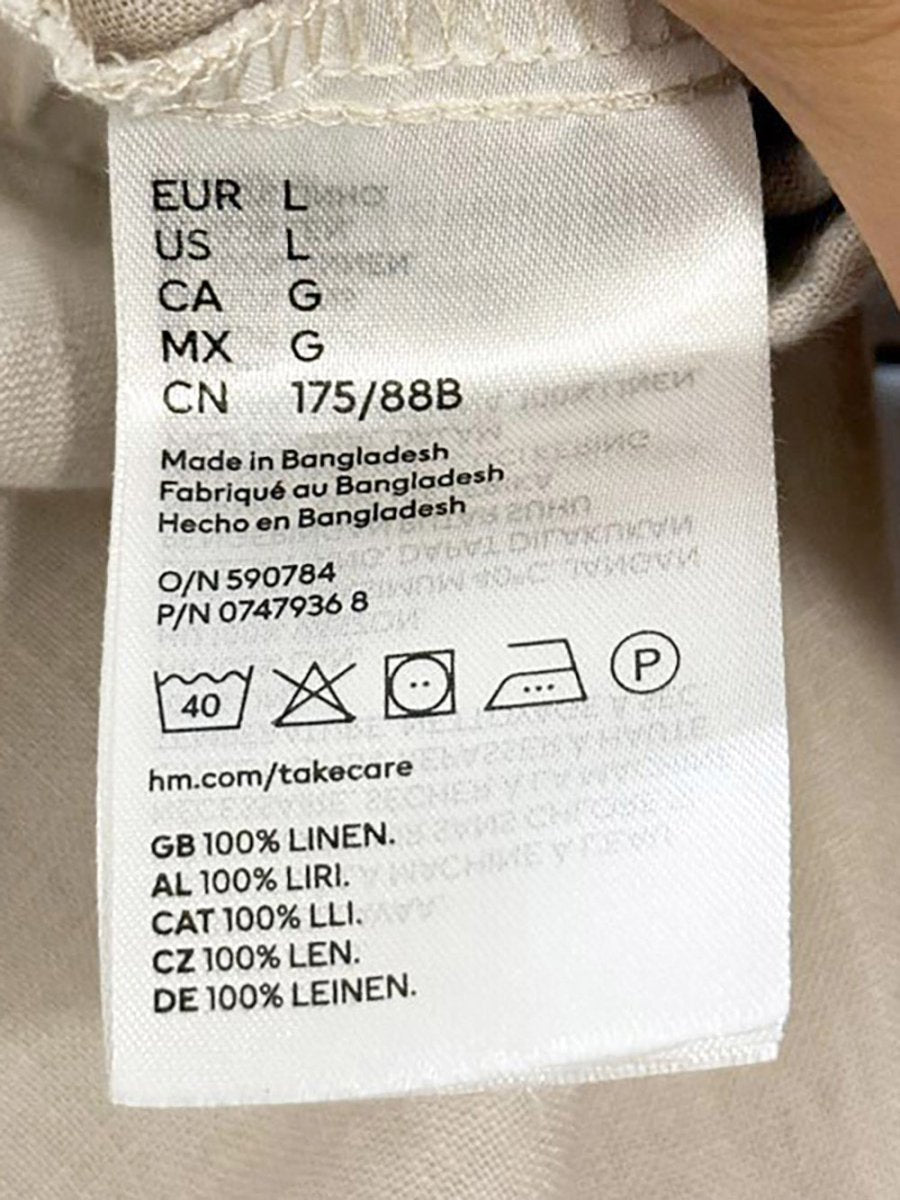 EUR L
US L
CA G
MX G
CN 175/88B
Made in Bangladesh
Fabriqué au Bangladesh
Hecho en Bangladesh
O/N 590784
P/N 0747936 8
40 P
hm.com/takecare
GB 100% LINEN.
AL 100% LIRI.
CAT 100% LLI.
CZ 100% LEN.
DE 100% LEINEN.